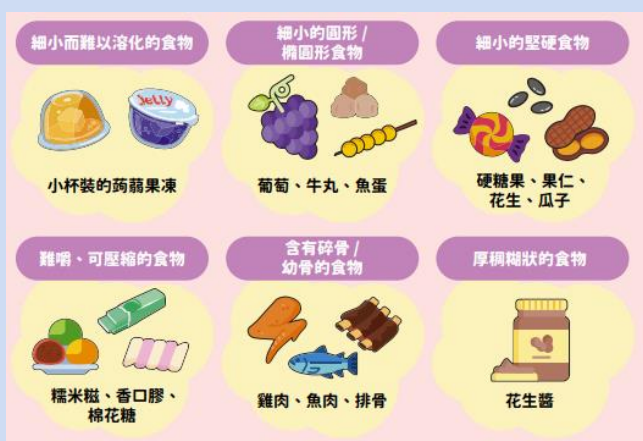 細小而難以溶化的食物
細小的圓形 /
橢圓形食物
細小的堅硬食物
Jelly
小杯裝的蒟蒻果凍
葡萄、牛丸、魚蛋
硬糖果、果仁、
花生、瓜子
難嚼、可壓縮的食物
含有碎骨 /
幼骨的食物
厚稠糊狀的食物
糯米糍、香口膠、
棉花糖
雞肉、魚肉、排骨
花生醬